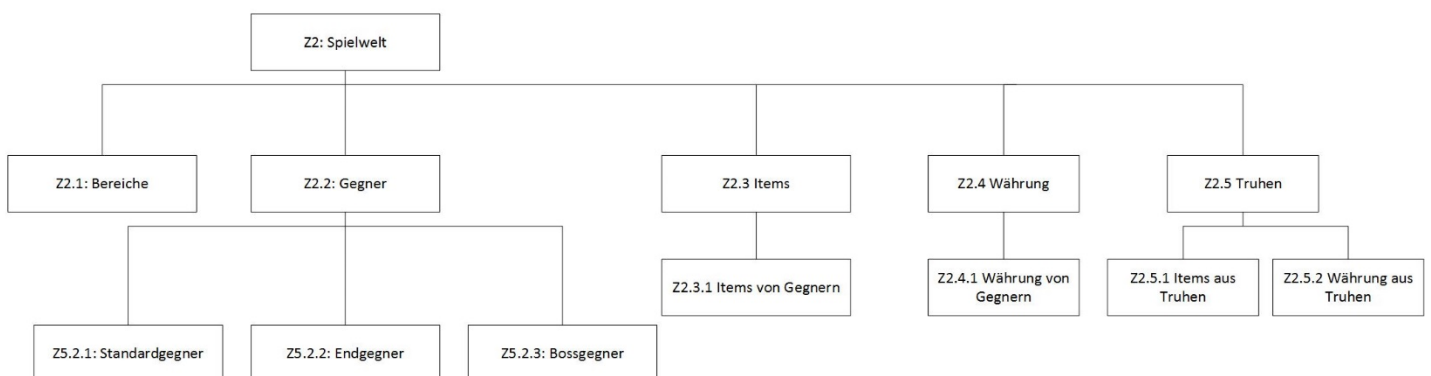 Z2: Spielwelt
Z2.1: Bereiche
Z2.2: Gegner
Z2.3 Items
Z2.4 Währung
Z2.5 Truhen
Z2.3.1 Items von Gegnern
Z2.4.1 Währung von
Gegnern
Z2.5.1 Items aus
Truhen
Z2.5.2 Währung aus
Truhen
Z5.2.1: Standardgegner
Z5.2.2: Endgegner
Z5.2.3: Bossgegner